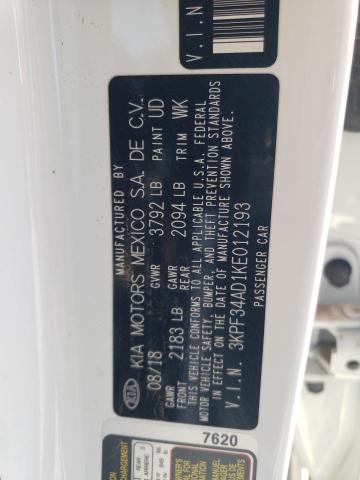 MANUFACTURED BY
KIA KIA MOTORS MEXICO S.A. DE C.V.
08/18 GVWR 3792 LB PAINT UD
GAWR FRONT 2183 LB GAWR REAR 2094 LB TRIM WK
THIS VEHICLE CONFORMS TO ALL APPLICABLE U.S.A. FEDERAL
MOTOR VEHICLE SAFETY, BUMPER, AND THEFT PREVENTION STANDARDS
IN EFFECT ON THE DATE OF MANUFACTURE SHOWN ABOVE.
V.I.N. 3KPF34AD1KE012193
PASSENGER CAR
V.I.N
7620
REAR
ARRIERE